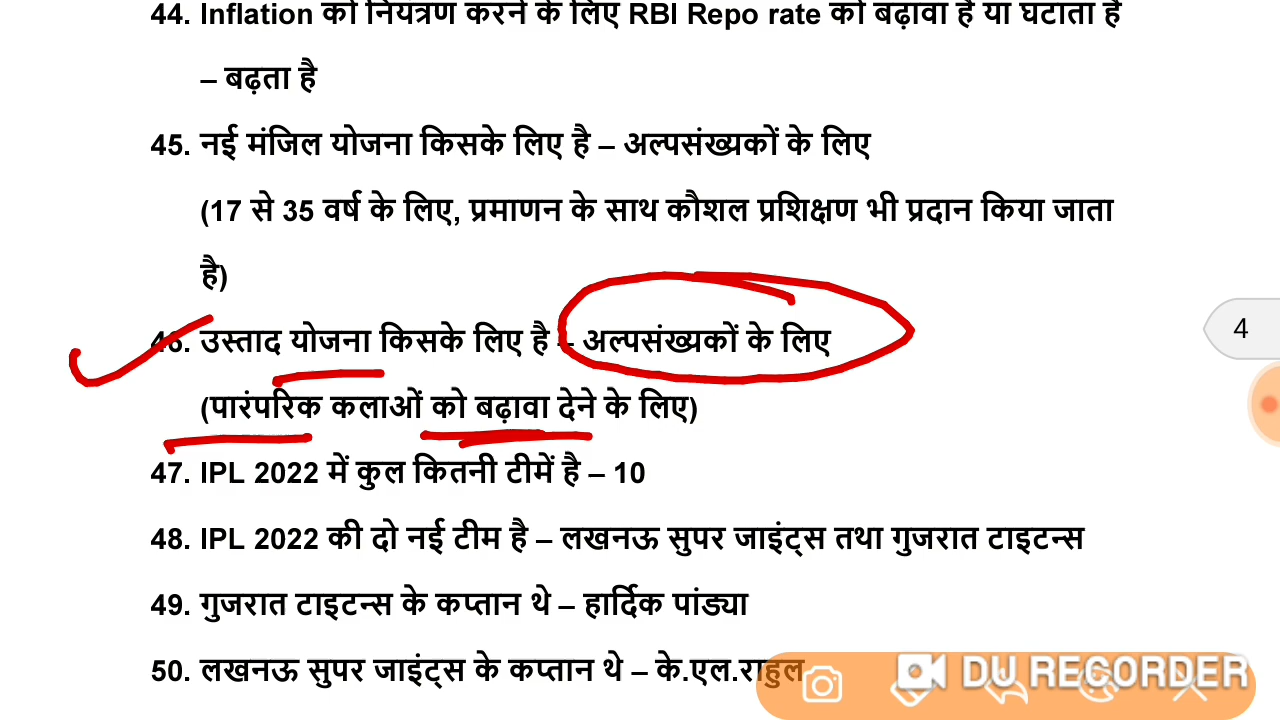 44. Inflation को नियंत्रण करने के लिए RBI Repo rate को बढ़ावा है या घटाता है
– बढ़ता है
45. नई मंजिल योजना किसके लिए है – अल्पसंख्यकों के लिए
(17 से 35 वर्ष के लिए, प्रमाणन के साथ कौशल प्रशिक्षण भी प्रदान किया जाता
है)
46. उस्ताद योजना किसके लिए है – अल्पसंख्यकों के लिए
4
(पारंपरिक कलाओं को बढ़ावा देने के लिए)
47. IPL 2022 में कुल कितनी टीमें है – 10
48. IPL 2022 की दो नई टीम है – लखनऊ सुपर जाइंट्स तथा गुजरात टाइटन्स
49. गुजरात टाइटन्स के कप्तान थे – हार्दिक पांड्या
50. लखनऊ सुपर जाइंट्स के कप्तान थे – के.एल.राहुल
DU RECORDER